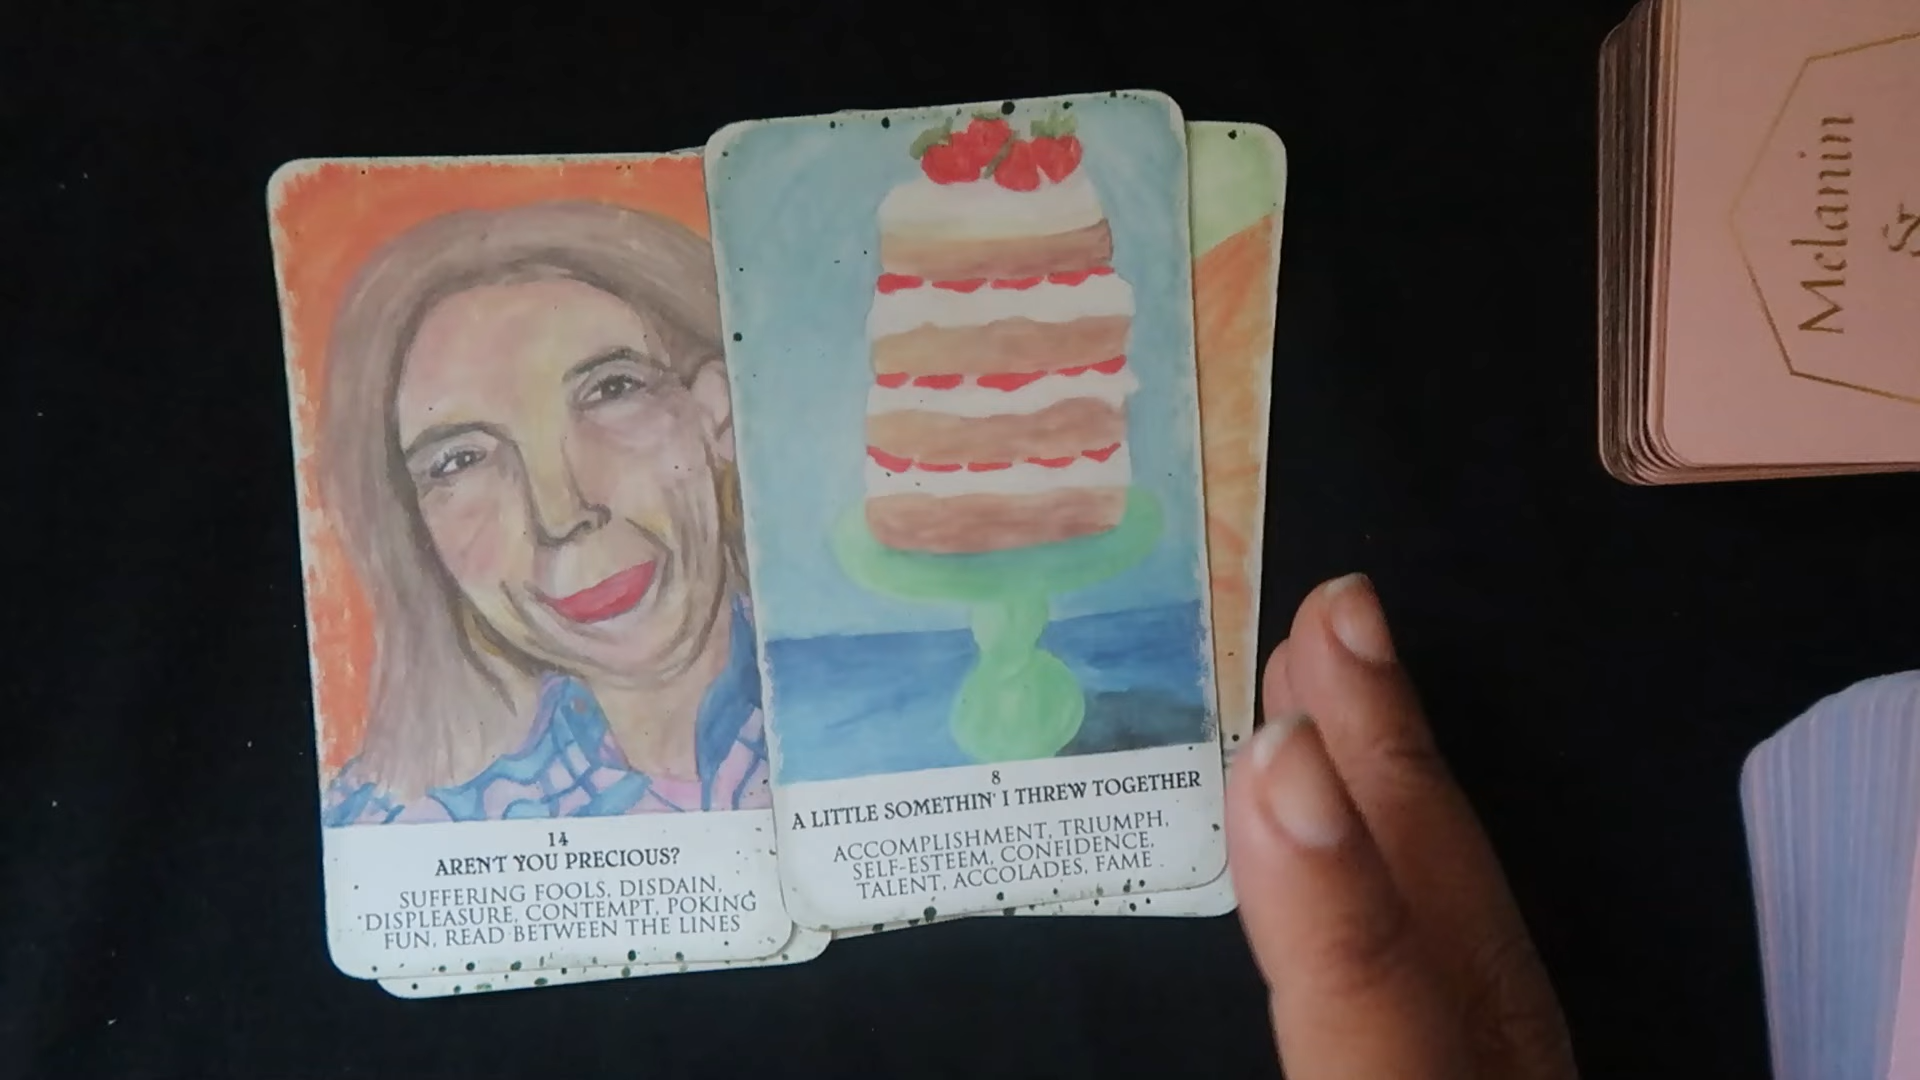 14
ARENT YOU PRECIOUS?
SUFFERING FOOLS, DISDAIN,
DISPLEASURE, CONTEMPT, POKING
FUN, READ BETWEEN THE LINES
8
A LITTLE SOMETHIN' I THREW TOGETHER
ACCOMPLISHMENT, TRIUMPH,
SELF-ESTEEM, CONFIDENCE,
TALENT, ACCOLADES, FAME
Melanin
&